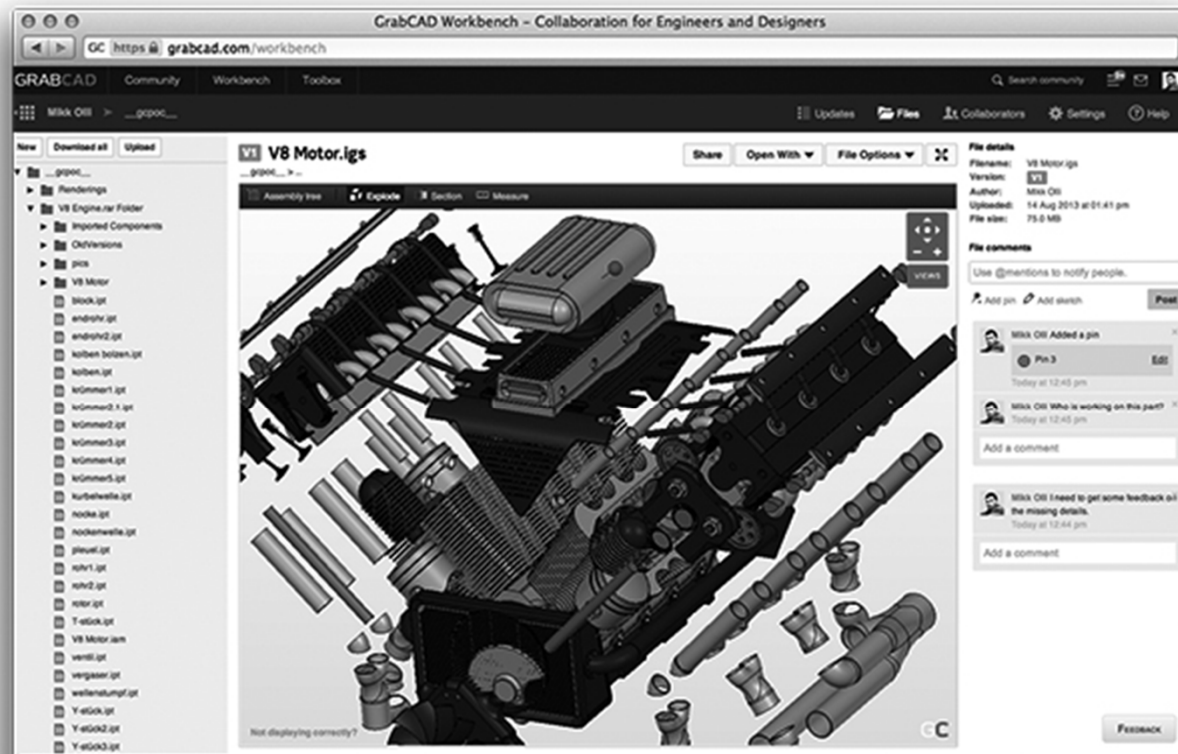 GrabCAD Workbench – Collaboration for Engineers and Designers
GC https grabcad.com/workbench
GRABCAD Community Workbench Toolbox Search community
Mikk Olli > __gcpoc__ Updates Files Collaborators Settings Help
New Download all Upload
__gcpoc__
Renderings
V8 Engine.rar Folder
Imported Components
OldVersions
pics
V8 Motor
block.ipt
endrohr.ipt
endrohr2.ipt
kolben bolzen.ipt
kolben.ipt
krümmer1.ipt
krümmer2.1.ipt
krümmer2.ipt
krümmer3.ipt
krümmer4.ipt
krümmer5.ipt
kurbelwelle.ipt
nocke.ipt
nockenwelle.ipt
pleuel.ipt
rohr1.ipt
rohr2.ipt
rotor.ipt
T-stück.ipt
V8 Motor.iam
ventil.ipt
vergaser.ipt
wellenstumpf.ipt
Y-stück.ipt
Y-stück2.ipt
Y-stück3.ipt
V1 V8 Motor.igs
__gcpoc__ > ..
Share Open With File Options
Assembly tree Explode Section Measure
VIEWS
Not displaying correctly?
GC
File details
Filename: V8 Motor.igs
Version: V1
Author: Mikk Olli
Uploaded: 14 Aug 2013 at 01:41 pm
File size: 75.0 MB
File comments
Use @mentions to notify people.
Add pin Add sketch Post
Mikk Olli Added a pin
Pin 3 Edit
Today at 12:45 pm
Mikk Olli Who is working on this part?
Today at 12:45 pm
Add a comment
Mikk Olli I need to get some feedback on
the missing details.
Today at 12:44 pm
Add a comment
FEEDBACK